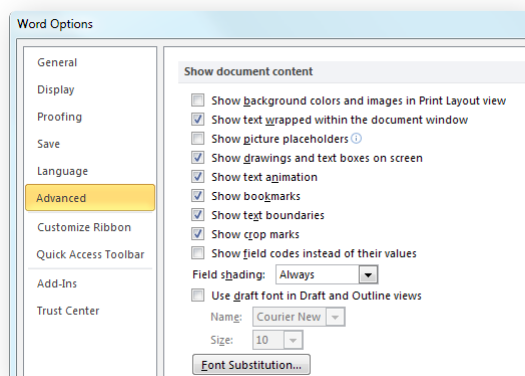 Word Options
General
Display
Proofing
Save
Language
Advanced
Customize Ribbon
Quick Access Toolbar
Add-Ins
Trust Center
Show document content
Show background colors and images in Print Layout view
Show text wrapped within the document window
Show picture placeholders
Show drawings and text boxes on screen
Show text animation
Show bookmarks
Show text boundaries
Show crop marks
Show field codes instead of their values
Field shading: Always
Use draft font in Draft and Outline views
Name: Courier New
Size: 10
Font Substitution...